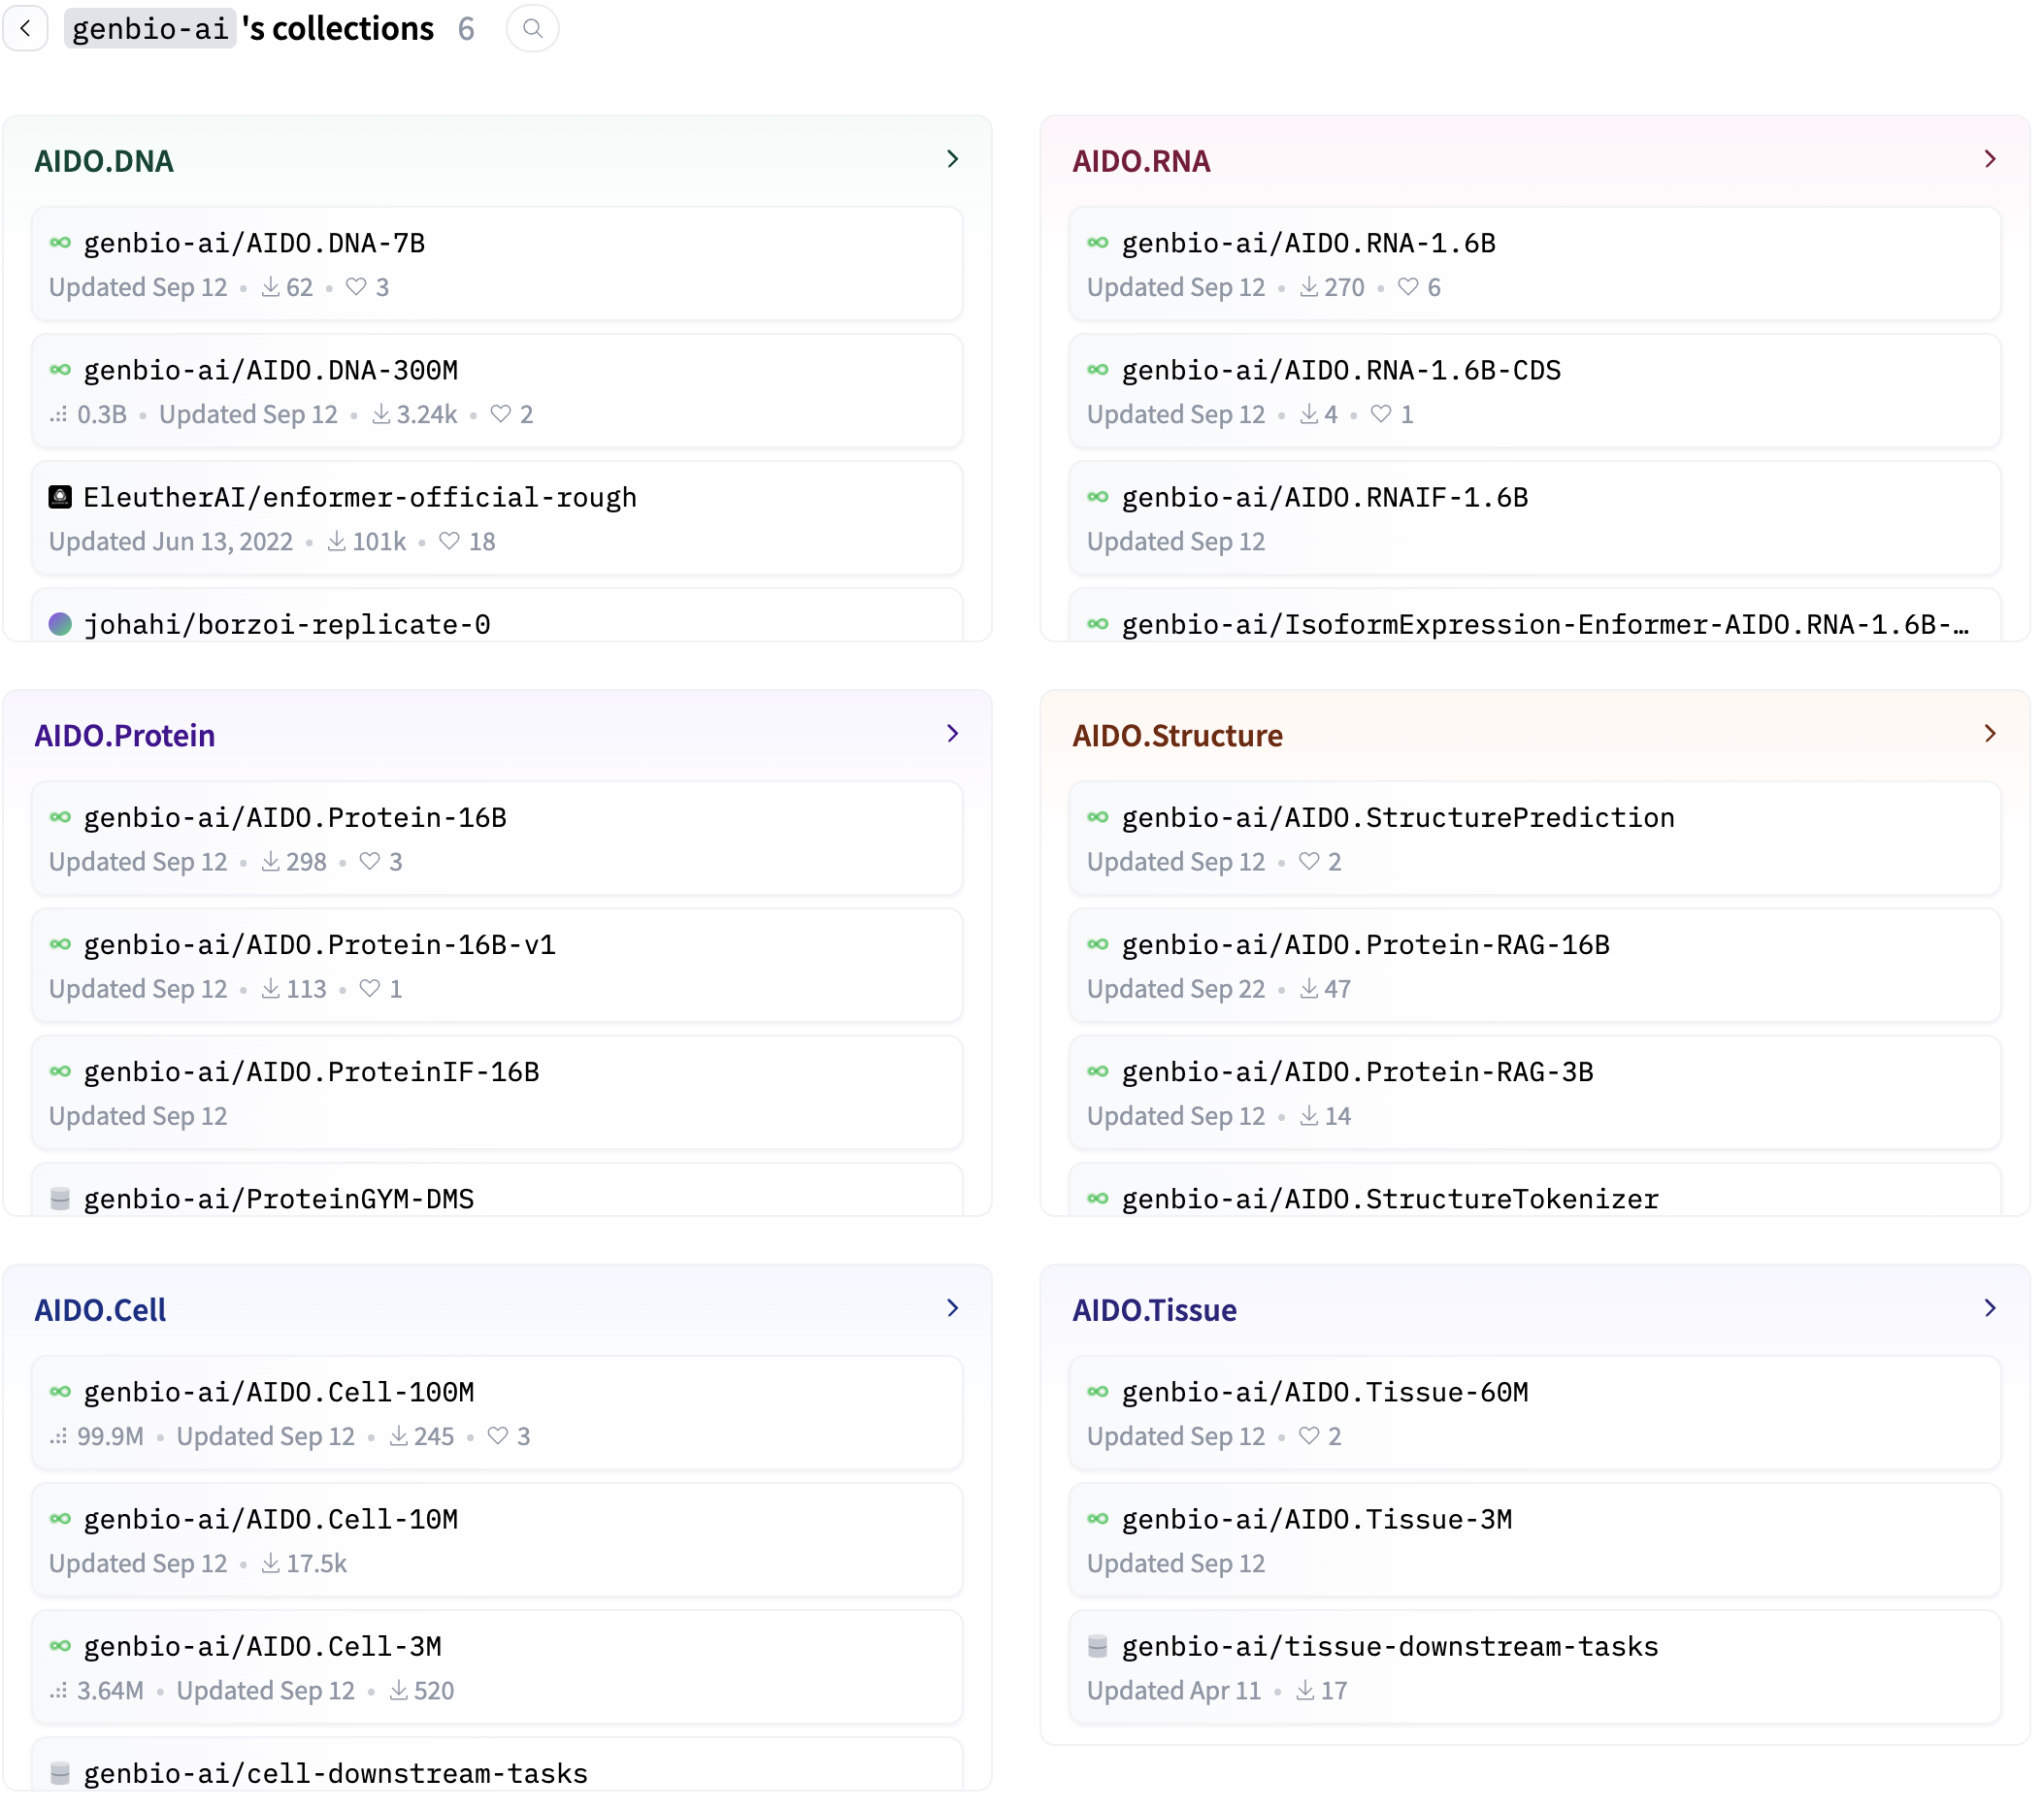 genbio-ai 's collections 6
AIDO.DNA
genbio-ai/AIDO.DNA-7B
Updated Sep 12 • 62 • 3
genbio-ai/AIDO.DNA-300M
0.3B • Updated Sep 12 • 3.24k • 2
EleutherAI/enformer-official-rough
Updated Jun 13, 2022 • 101k • 18
johahi/borzoi-replicate-0
AIDO.RNA
genbio-ai/AIDO.RNA-1.6B
Updated Sep 12 • 270 • 6
genbio-ai/AIDO.RNA-1.6B-CDS
Updated Sep 12 • 4 • 1
genbio-ai/AIDO.RNAIF-1.6B
Updated Sep 12
genbio-ai/IsoformExpression-Enformer-AIDO.RNA-1.6B-…
AIDO.Protein
genbio-ai/AIDO.Protein-16B
Updated Sep 12 • 298 • 3
genbio-ai/AIDO.Protein-16B-v1
Updated Sep 12 • 113 • 1
genbio-ai/AIDO.ProteinIF-16B
Updated Sep 12
genbio-ai/ProteinGYM-DMS
AIDO.Structure
genbio-ai/AIDO.StructurePrediction
Updated Sep 12 • 2
genbio-ai/AIDO.Protein-RAG-16B
Updated Sep 22 • 47
genbio-ai/AIDO.Protein-RAG-3B
Updated Sep 12 • 14
genbio-ai/AIDO.StructureTokenizer
AIDO.Cell
genbio-ai/AIDO.Cell-100M
99.9M • Updated Sep 12 • 245 • 3
genbio-ai/AIDO.Cell-10M
Updated Sep 12 • 17.5k
genbio-ai/AIDO.Cell-3M
3.64M • Updated Sep 12 • 520
genbio-ai/cell-downstream-tasks
AIDO.Tissue
genbio-ai/AIDO.Tissue-60M
Updated Sep 12 • 2
genbio-ai/AIDO.Tissue-3M
Updated Sep 12
genbio-ai/tissue-downstream-tasks
Updated Apr 11 • 17